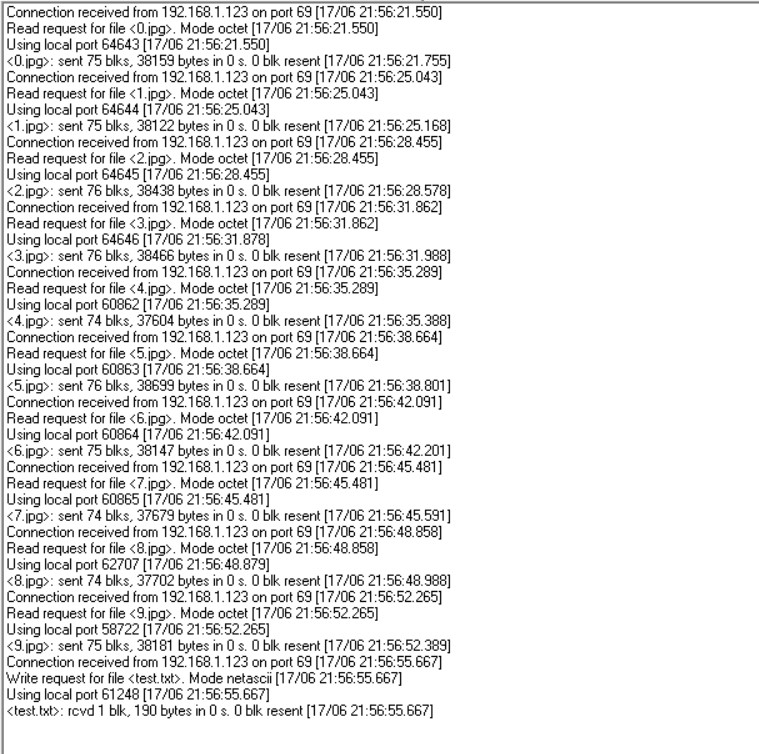 Connection received from 192.168.1.123 on port 69 [17/06 21:56:21.550]
Read request for file <0.jpg>. Mode octet [17/06 21:56:21.550]
Using local port 64643 [17/06 21:56:21.550]
<0.jpg>: sent 75 blks, 38159 bytes in 0 s. 0 blk resent [17/06 21:56:21.755]
Connection received from 192.168.1.123 on port 69 [17/06 21:56:25.043]
Read request for file <1.jpg>. Mode octet [17/06 21:56:25.043]
Using local port 64644 [17/06 21:56:25.043]
<1.jpg>: sent 75 blks, 38122 bytes in 0 s. 0 blk resent [17/06 21:56:25.168]
Connection received from 192.168.1.123 on port 69 [17/06 21:56:28.455]
Read request for file <2.jpg>. Mode octet [17/06 21:56:28.455]
Using local port 64645 [17/06 21:56:28.455]
<2.jpg>: sent 76 blks, 38438 bytes in 0 s. 0 blk resent [17/06 21:56:28.578]
Connection received from 192.168.1.123 on port 69 [17/06 21:56:31.862]
Read request for file <3.jpg>. Mode octet [17/06 21:56:31.862]
Using local port 64646 [17/06 21:56:31.878]
<3.jpg>: sent 76 blks, 38466 bytes in 0 s. 0 blk resent [17/06 21:56:31.988]
Connection received from 192.168.1.123 on port 69 [17/06 21:56:35.289]
Read request for file <4.jpg>. Mode octet [17/06 21:56:35.289]
Using local port 60862 [17/06 21:56:35.289]
<4.jpg>: sent 74 blks, 37604 bytes in 0 s. 0 blk resent [17/06 21:56:35.388]
Connection received from 192.168.1.123 on port 69 [17/06 21:56:38.664]
Read request for file <5.jpg>. Mode octet [17/06 21:56:38.664]
Using local port 60863 [17/06 21:56:38.664]
<5.jpg>: sent 76 blks, 38699 bytes in 0 s. 0 blk resent [17/06 21:56:38.801]
Connection received from 192.168.1.123 on port 69 [17/06 21:56:42.091]
Read request for file <6.jpg>. Mode octet [17/06 21:56:42.091]
Using local port 60864 [17/06 21:56:42.091]
<6.jpg>: sent 75 blks, 38147 bytes in 0 s. 0 blk resent [17/06 21:56:42.201]
Connection received from 192.168.1.123 on port 69 [17/06 21:56:45.481]
Read request for file <7.jpg>. Mode octet [17/06 21:56:45.481]
Using local port 60865 [17/06 21:56:45.481]
<7.jpg>: sent 74 blks, 37679 bytes in 0 s. 0 blk resent [17/06 21:56:45.591]
Connection received from 192.168.1.123 on port 69 [17/06 21:56:48.858]
Read request for file <8.jpg>. Mode octet [17/06 21:56:48.858]
Using local port 62707 [17/06 21:56:48.879]
<8.jpg>: sent 74 blks, 37702 bytes in 0 s. 0 blk resent [17/06 21:56:48.988]
Connection received from 192.168.1.123 on port 69 [17/06 21:56:52.265]
Read request for file <9.jpg>. Mode octet [17/06 21:56:52.265]
Using local port 58722 [17/06 21:56:52.265]
<9.jpg>: sent 75 blks, 38181 bytes in 0 s. 0 blk resent [17/06 21:56:52.389]
Connection received from 192.168.1.123 on port 69 [17/06 21:56:55.667]
Write request for file <test.txt>. Mode netascii [17/06 21:56:55.667]
Using local port 61248 [17/06 21:56:55.667]
<test.txt>: rcvd 1 blk, 190 bytes in 0 s. 0 blk resent [17/06 21:56:55.667]